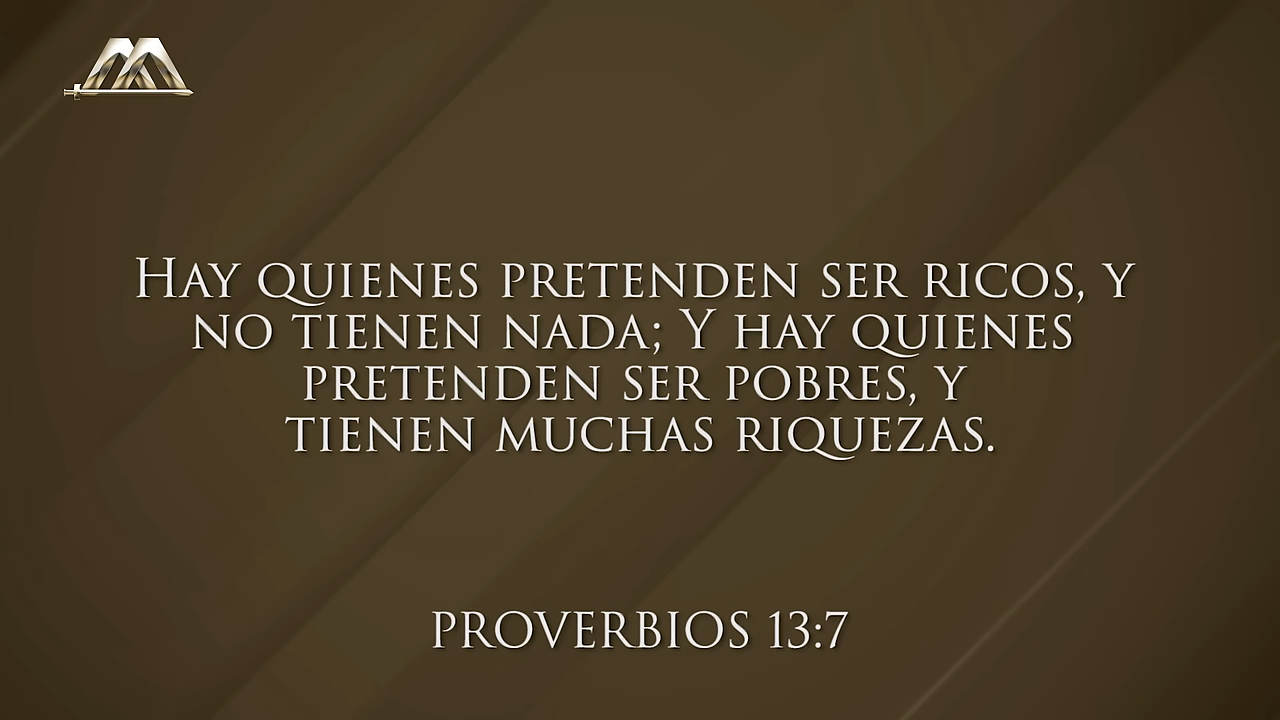 Hay quienes pretenden ser ricos, y
no tienen nada; Y hay quienes
pretenden ser pobres, y
tienen muchas riquezas.
PROVERBIOS 13:7